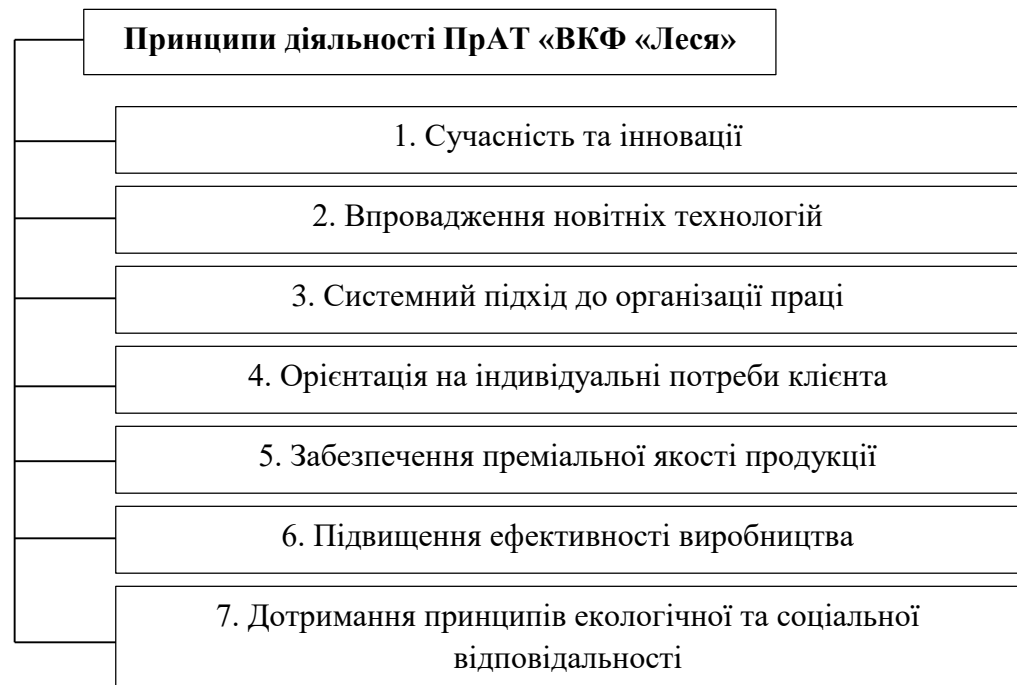 Принципи діяльності ПрАТ «ВКФ «Леся»
1. Сучасність та інновації
2. Впровадження новітніх технологій
3. Системний підхід до організації праці
4. Орієнтація на індивідуальні потреби клієнта
5. Забезпечення преміальної якості продукції
6. Підвищення ефективності виробництва
7. Дотримання принципів екологічної та соціальної
відповідальності